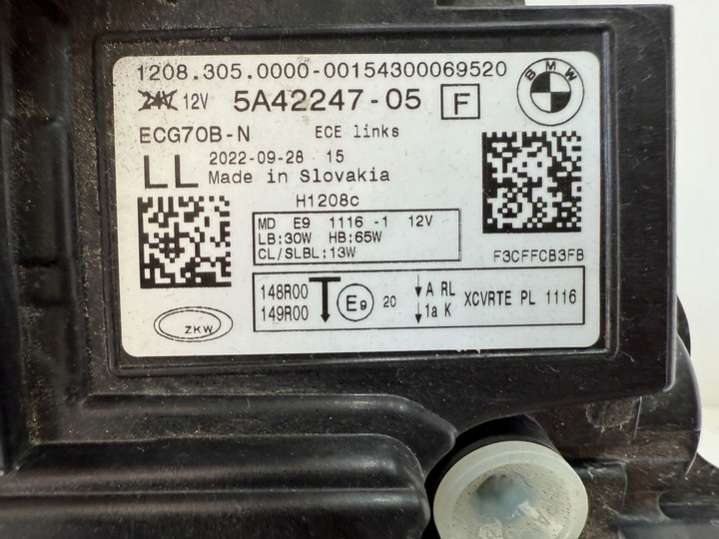 1208.305.0000-00154300069520
24V 12V 5A42247-05 F
BMW
ECG70B-N ECE links
LL 2022-09-28 15
Made in Slovakia
H1208c
MD E9 1116 -1 12V
LB:30W HB:65W
CL/SLBL:13W
F3CFFCB3FB
148R00 T E9 20 ↓A RL XCVRTE PL 1116
149R00 ↓1a K
ZKW